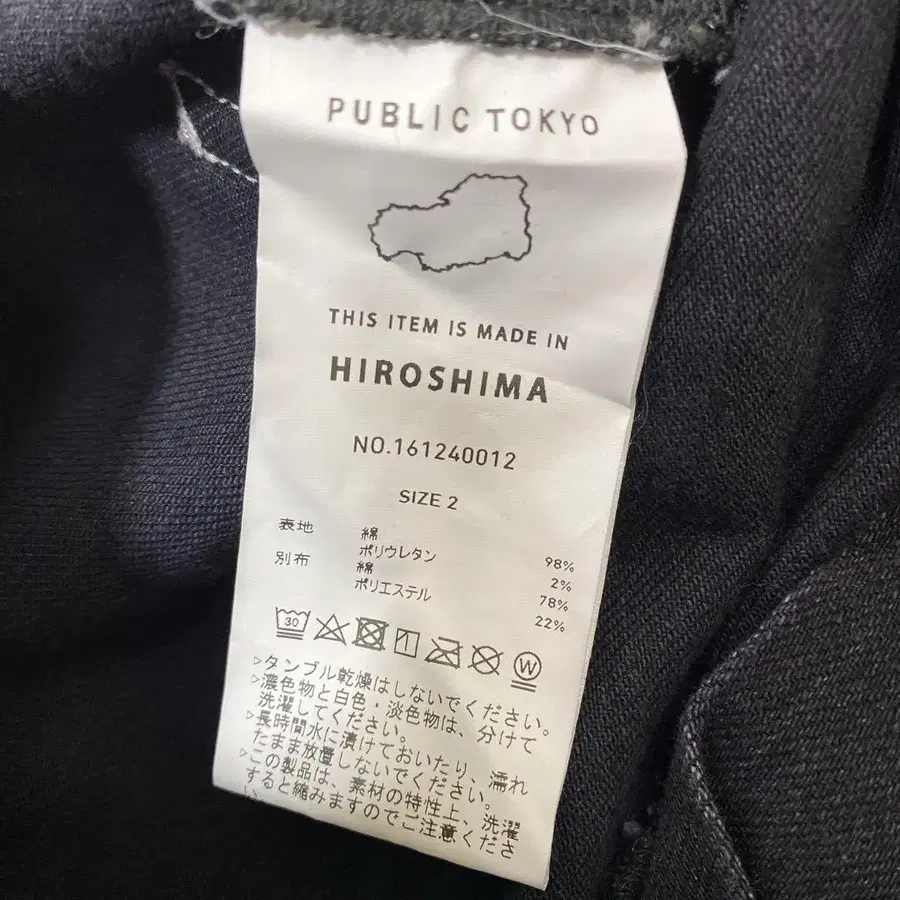 PUBLIC TOKYO
THIS ITEM IS MADE IN
HIROSHIMA
NO.161240012
SIZE 2
表地 綿 98%
ポリウレタン 2%
別布 綿 78%
ポリエステル 22%
30
W
▷タンブル乾燥はしないでください。
▷濃色物と白色・淡色物は、分けて
洗濯してください。
▷長時間水に漬けておいたり、濡れ
たまま放置しないでください。
▷この製品は、素材の特性上、洗濯
すると縮みますのでご注意くださ
い。